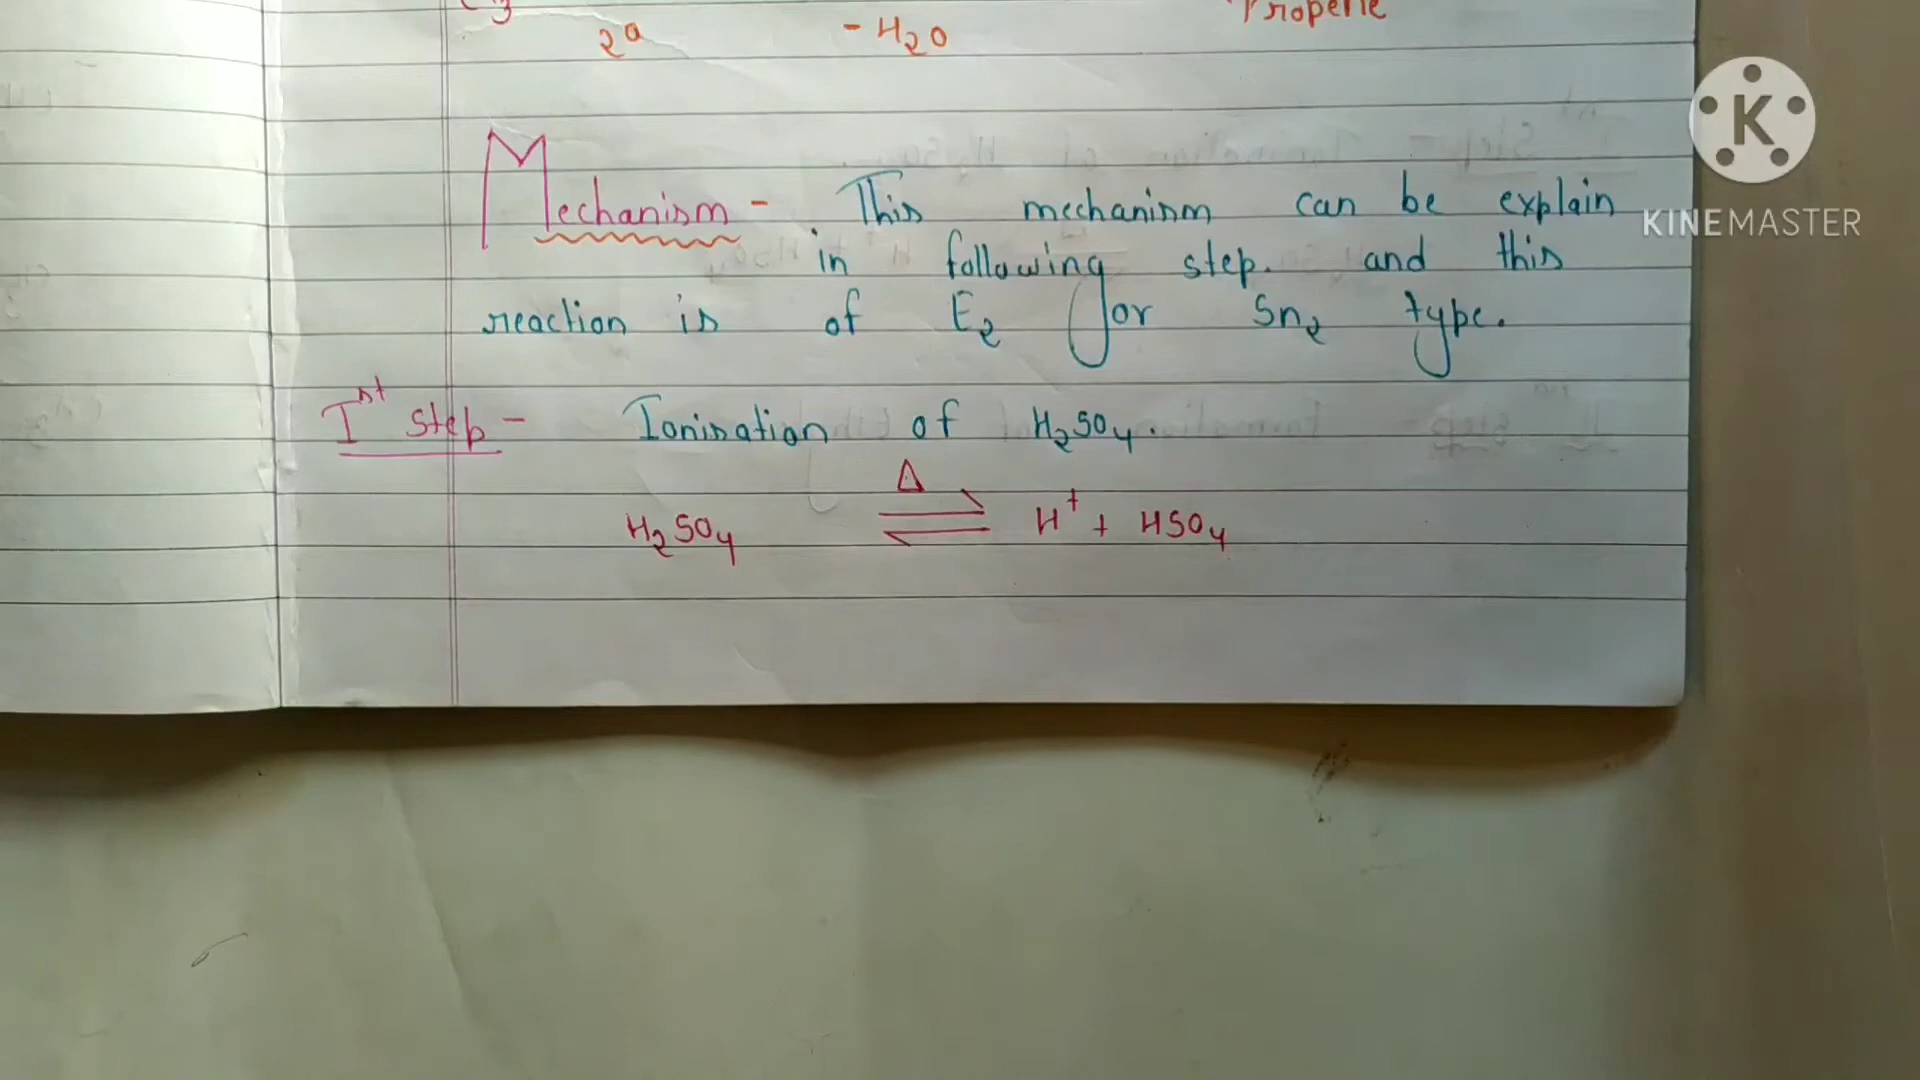 2°
- H₂O
Propene
Mechanism - This mechanism can be explain
in following step. and this
reaction is of E₂ or Sn₂ type.
Iˢᵗ Step - Ionisation of H₂SO₄.
Δ
H₂SO₄ ⇌ H⁺ + HSO₄
K
KINEMASTER